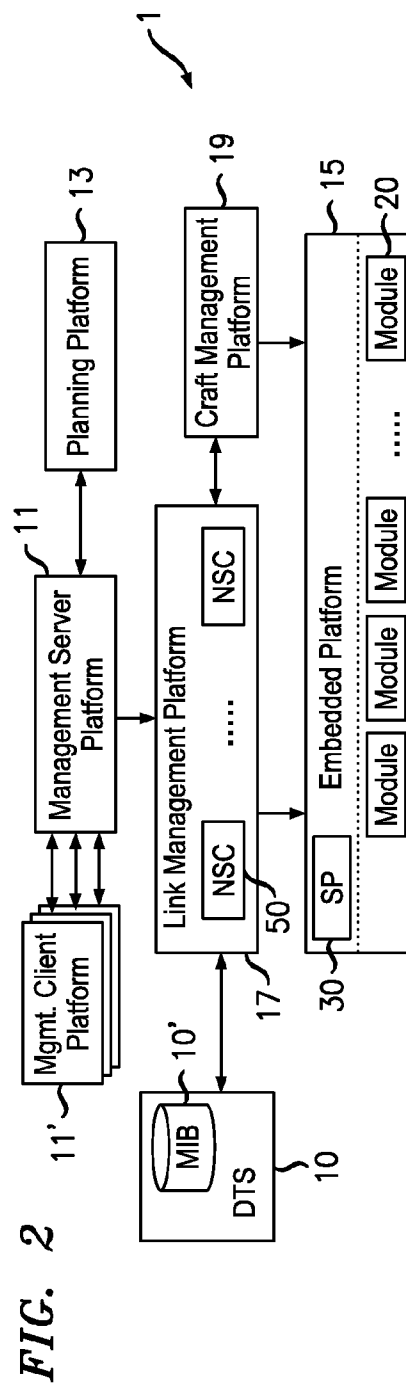 FIG. 2
1
11'
Mgmt. Client
Platform
11
Management Server
Platform
13
Planning Platform
10
DTS
10'
MIB
17
Link Management Platform
50
NSC
.....
NSC
19
Craft Management
Platform
15
Embedded Platform
30
SP
Module
Module
Module
.....
20
Module